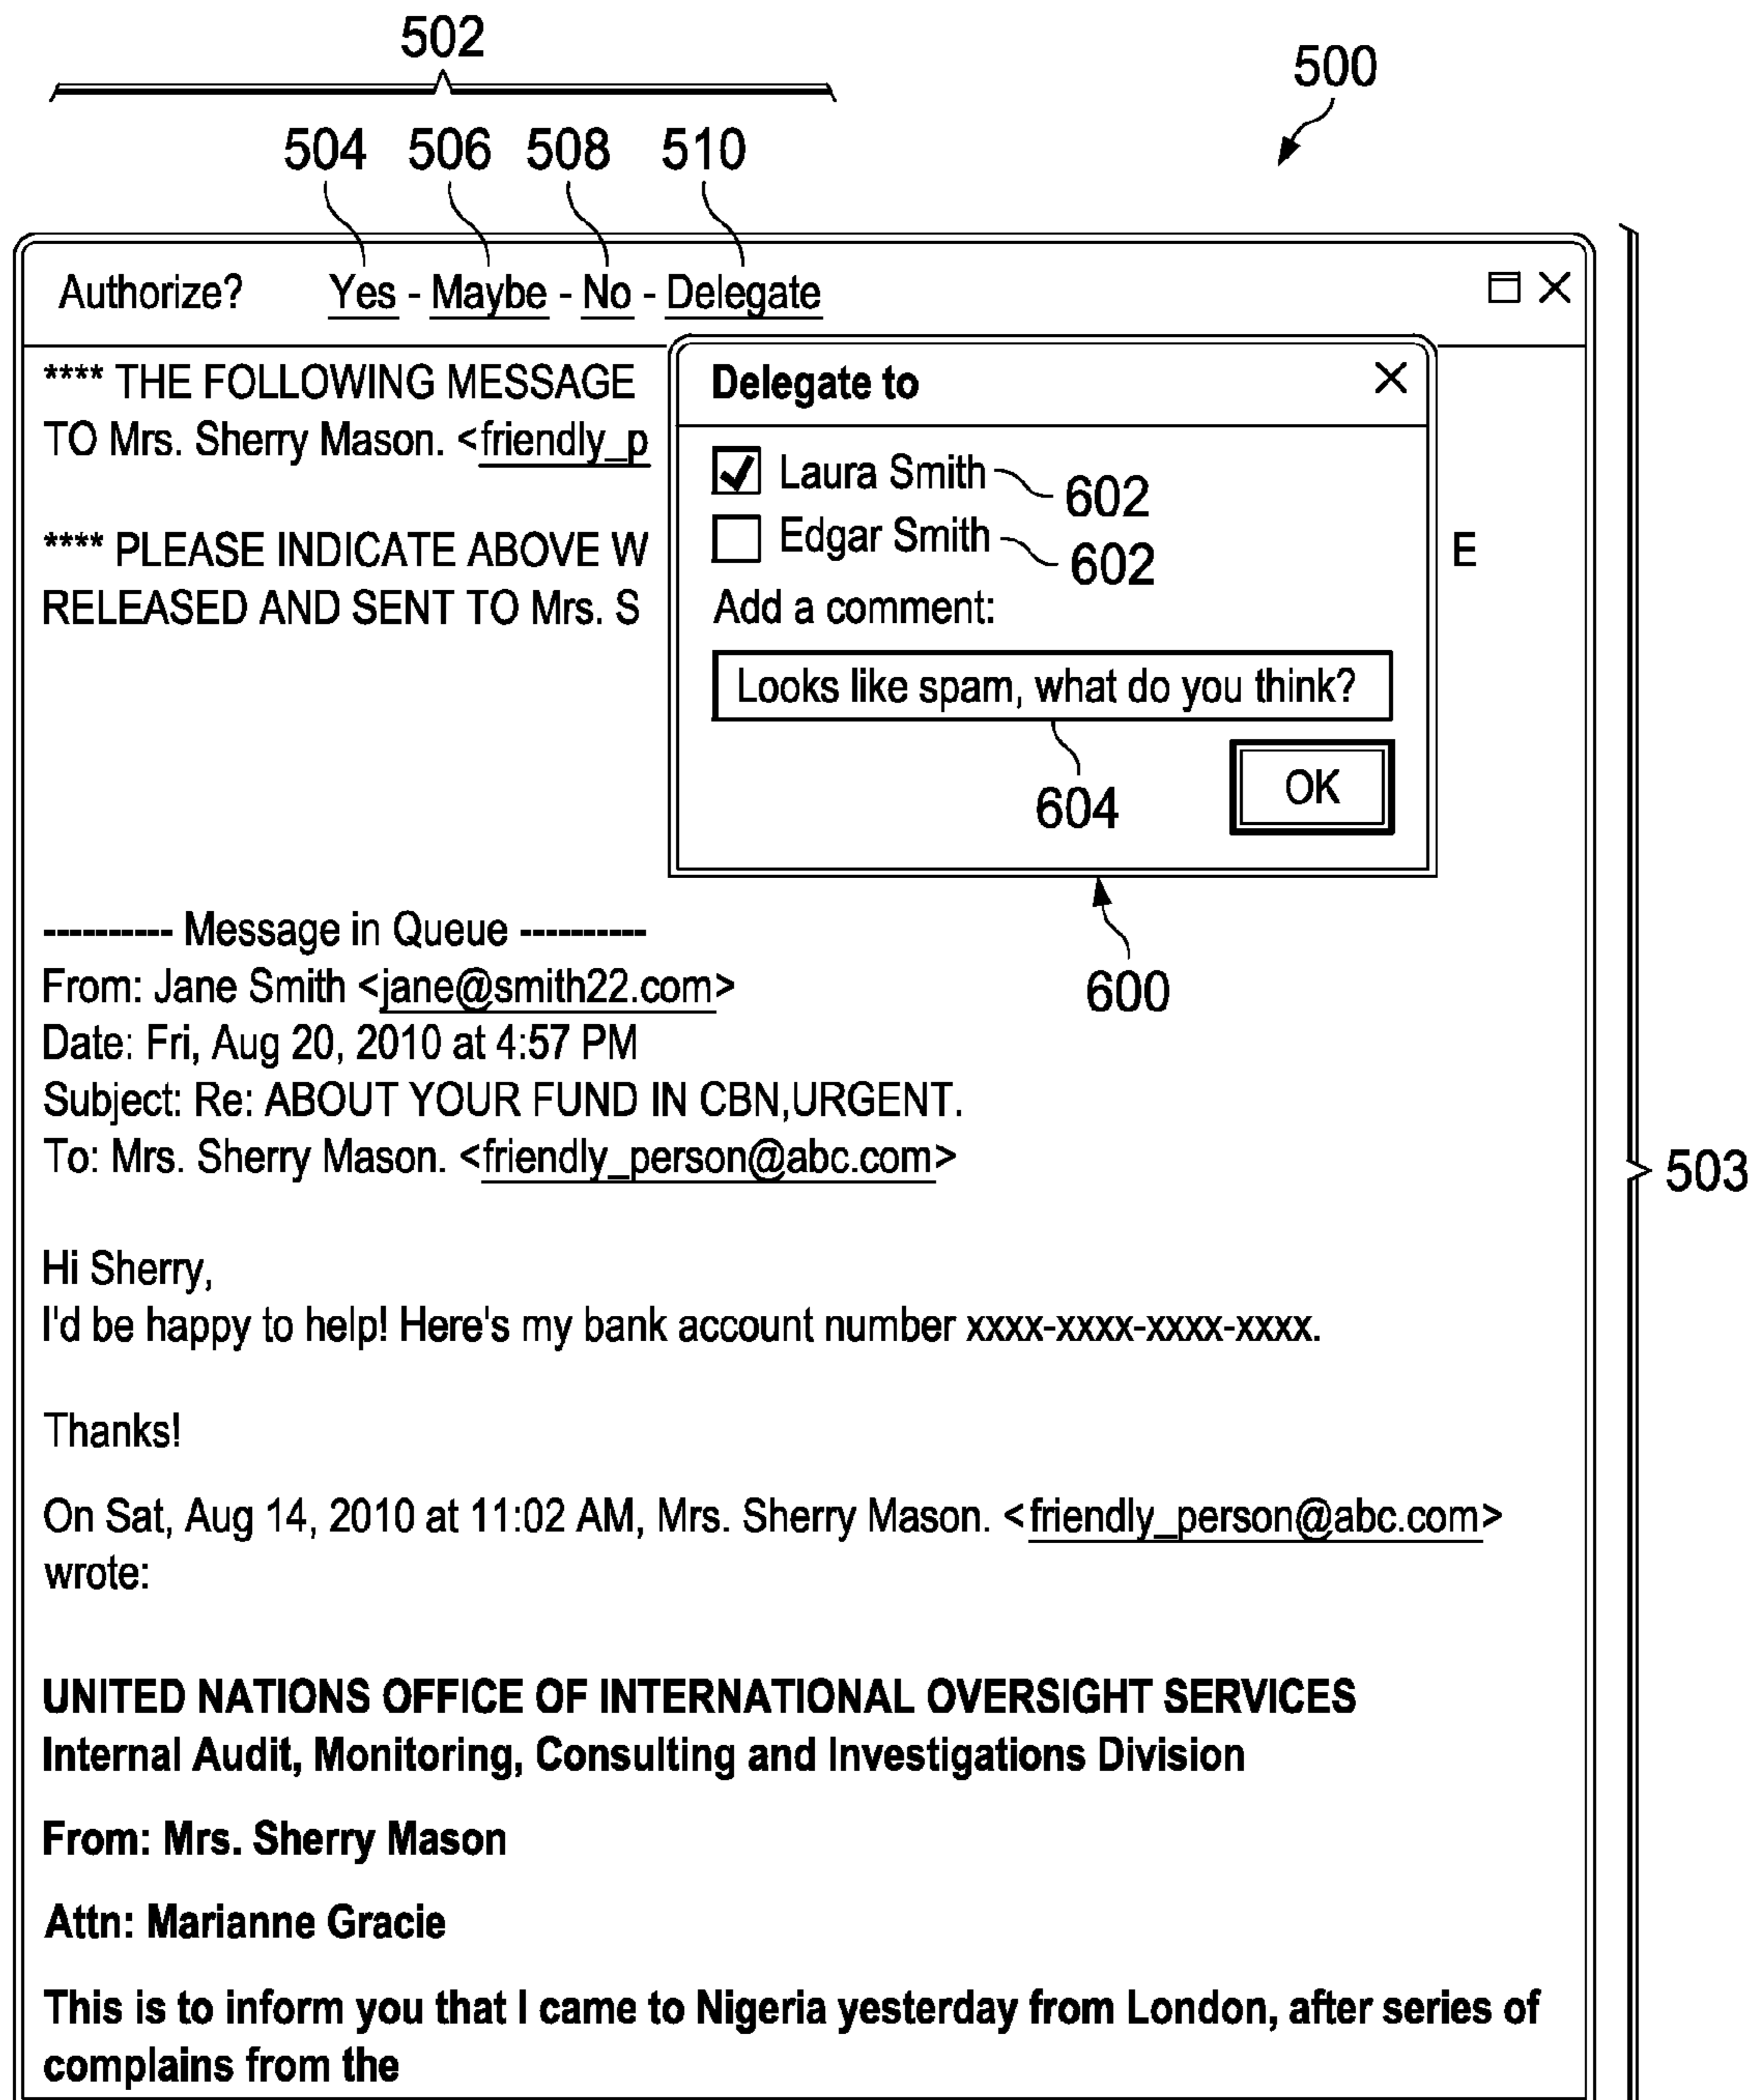 502
500
504 506 508 510
Authorize? Yes - Maybe - No - Delegate
**** THE FOLLOWING MESSAGE
TO Mrs. Sherry Mason. <friendly_p
**** PLEASE INDICATE ABOVE W E
RELEASED AND SENT TO Mrs. S
Delegate to
Laura Smith 602
Edgar Smith 602
Add a comment:
Looks like spam, what do you think?
604
OK
600
---------- Message in Queue ----------
From: Jane Smith <jane@smith22.com>
Date: Fri, Aug 20, 2010 at 4:57 PM
Subject: Re: ABOUT YOUR FUND IN CBN,URGENT.
To: Mrs. Sherry Mason. <friendly_person@abc.com>
503
Hi Sherry,
I'd be happy to help! Here's my bank account number xxxx-xxxx-xxxx-xxxx.
Thanks!
On Sat, Aug 14, 2010 at 11:02 AM, Mrs. Sherry Mason. <friendly_person@abc.com>
wrote:
UNITED NATIONS OFFICE OF INTERNATIONAL OVERSIGHT SERVICES
Internal Audit, Monitoring, Consulting and Investigations Division
From: Mrs. Sherry Mason
Attn: Marianne Gracie
This is to inform you that I came to Nigeria yesterday from London, after series of
complains from the